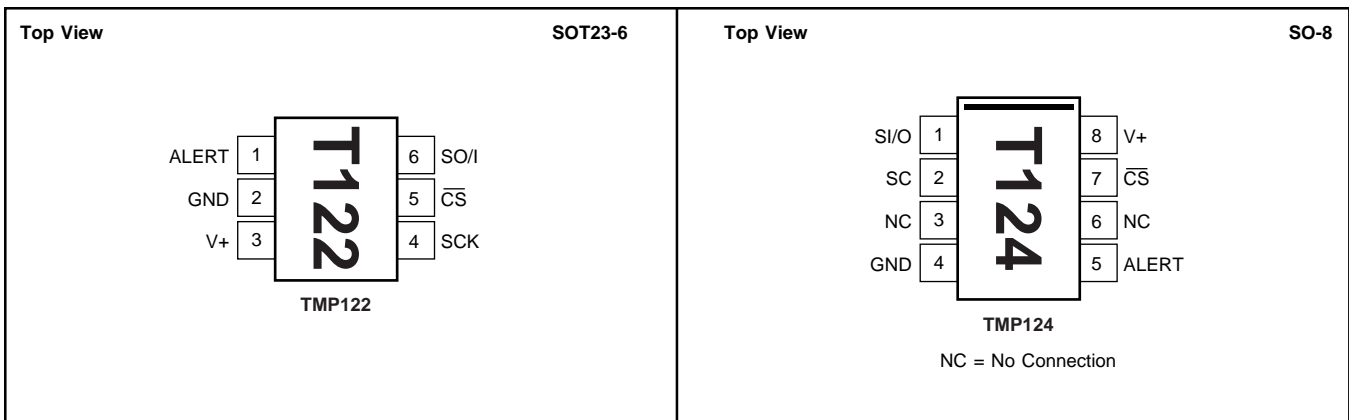 Top View SOT23-6
ALERT 1 6 SO/I
GND 2 5 C̅S̅
V+ 3 4 SCK
T122
TMP122
Top View SO-8
SI/O 1 8 V+
SC 2 7 C̅S̅
NC 3 6 NC
GND 4 5 ALERT
T124
TMP124
NC = No Connection